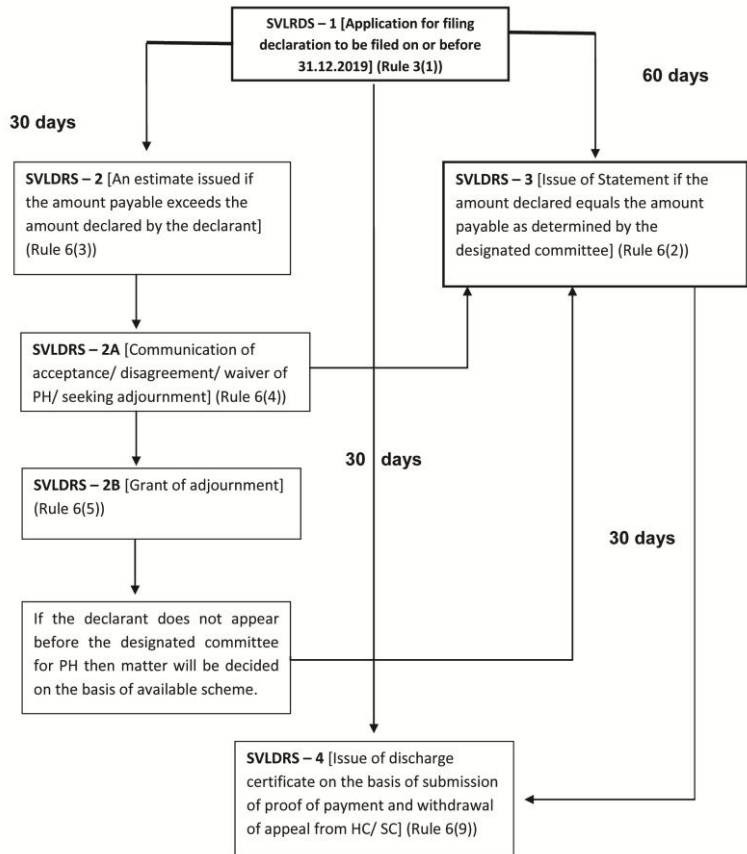 SVLRDS – 1 [Application for filing
declaration to be filed on or before
31.12.2019] (Rule 3(1))
60 days
30 days
SVLDRS – 2 [An estimate issued if
the amount payable exceeds the
amount declared by the declarant]
(Rule 6(3))
SVLDRS – 3 [Issue of Statement if the
amount declared equals the amount
payable as determined by the
designated committee] (Rule 6(2))
SVLDRS – 2A [Communication of
acceptance/ disagreement/ waiver of
PH/ seeking adjournment] (Rule 6(4))
30 days
SVLDRS – 2B [Grant of adjournment]
(Rule 6(5))
30 days
If the declarant does not appear
before the designated committee
for PH then matter will be decided
on the basis of available scheme.
SVLDRS – 4 [Issue of discharge
certificate on the basis of submission
of proof of payment and withdrawal
of appeal from HC/ SC] (Rule 6(9))